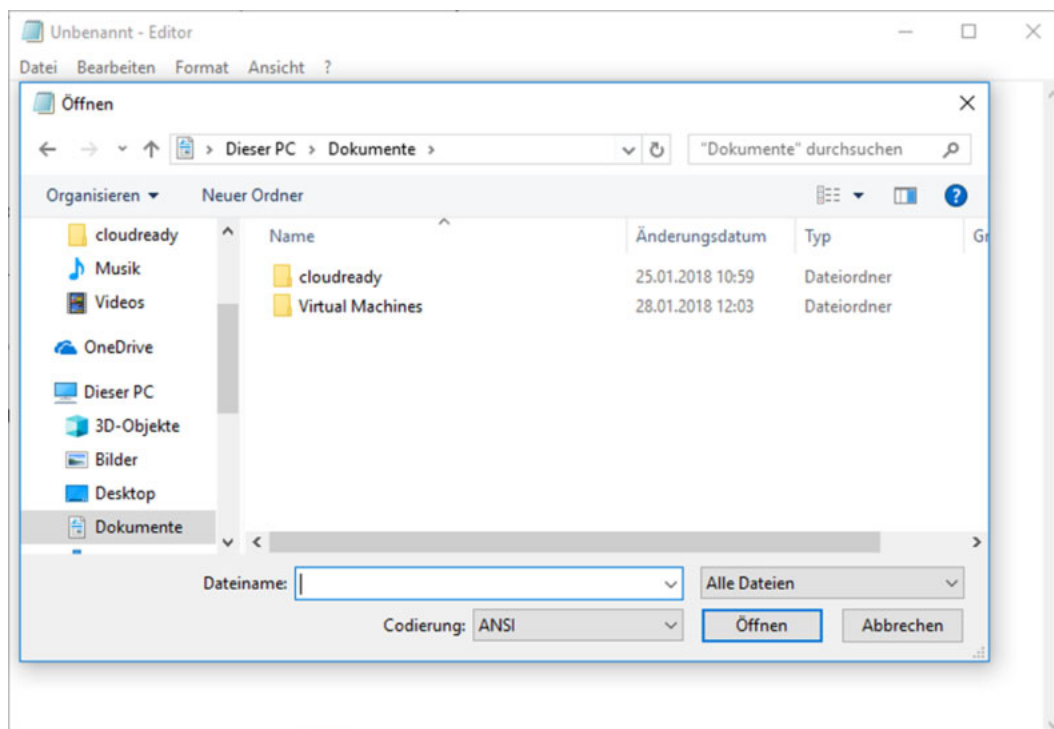 Unbenannt - Editor
Datei Bearbeiten Format Ansicht ?
Öffnen
> Dieser PC > Dokumente >
"Dokumente" durchsuchen
Organisieren Neuer Ordner
?
cloudready
Musik
Videos
OneDrive
Dieser PC
3D-Objekte
Bilder
Desktop
Dokumente
Name Änderungsdatum Typ
cloudready 25.01.2018 10:59 Dateiordner
Virtual Machines 28.01.2018 12:03 Dateiordner
Dateiname: Alle Dateien
Codierung: ANSI Öffnen Abbrechen